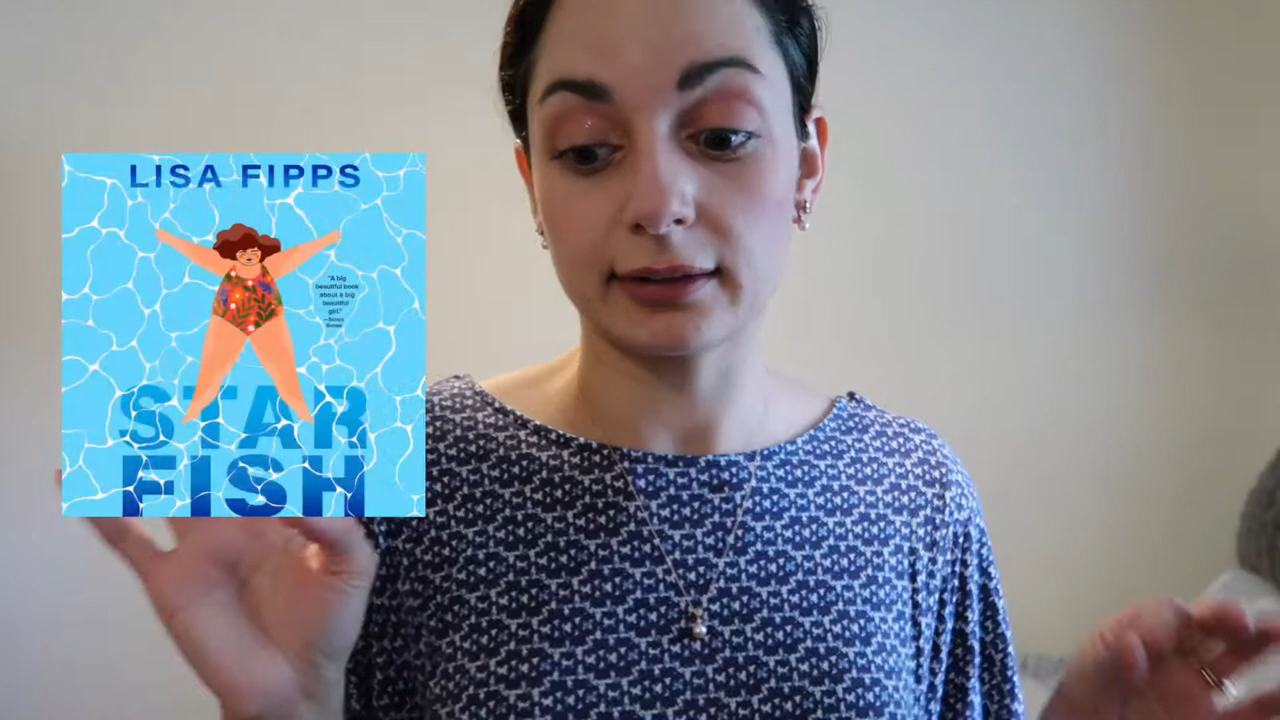 LISA FIPPS
"A big
beautiful book
about a big
beautiful
girl."
STAR
FISH